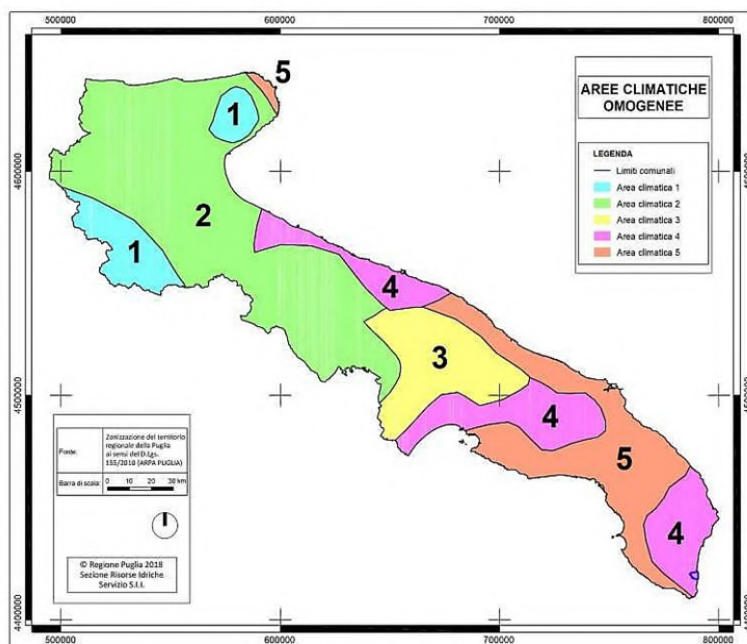 500000 600000 700000 800000
5
AREE CLIMATICHE
OMOGENEE
1
LEGENDA
Limiti comunali
4600000
Area climatica 1
Area climatica 2
2
Area climatica 3
Area climatica 4
1
Area climatica 5
4
3
4500000
4
Zonizzazione del territorio
regionale della Puglia
Fonte:
ai sensi del D.lgs.
155/2010 (ARPA PUGLIA)
5
Barra di scala: 0 10 20 30 km
4
© Regione Puglia 2018
Sezione Risorse Idriche
Servizio S.I.I.
4400000
500000 600000 700000 800000